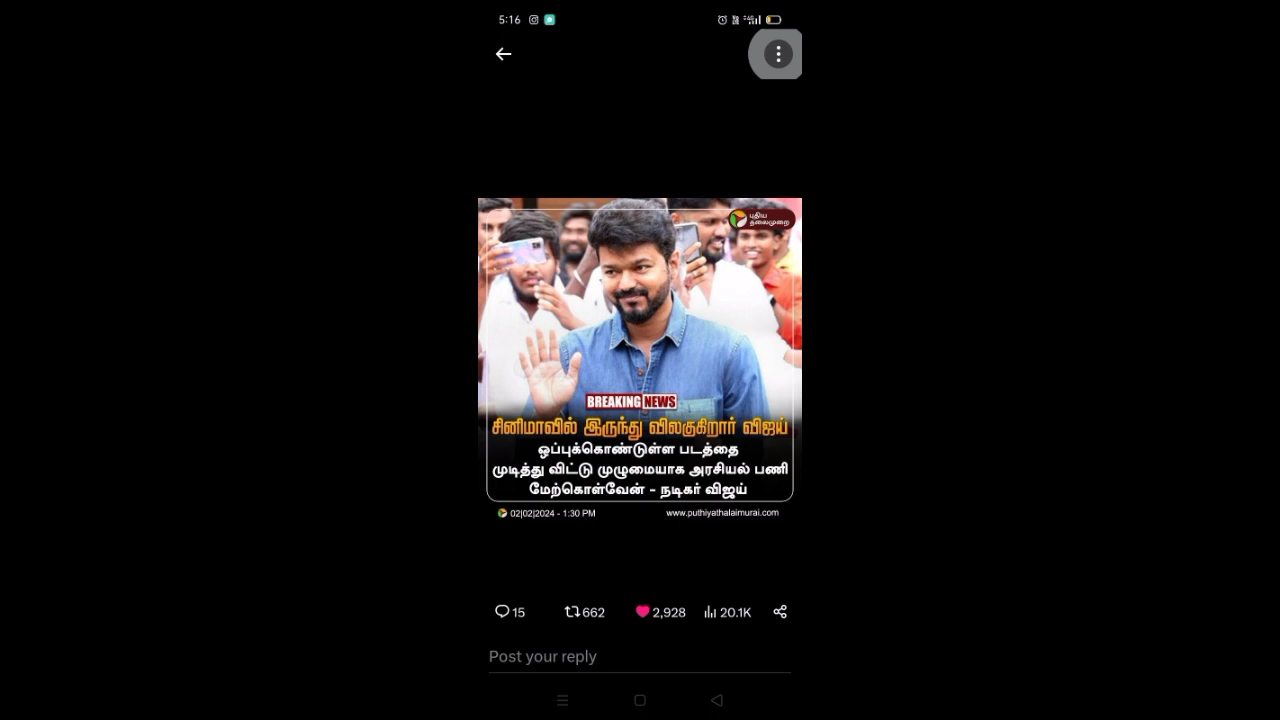 5:16
புதிய
தலைமுறை
BREAKING NEWS
சினிமாவில் இருந்து விலகுகிறார் விஜய்
ஒப்புக்கொண்டுள்ள படத்தை
முடித்து விட்டு முழுமையாக அரசியல் பணி
மேற்கொள்வேன் - நடிகர் விஜய்
02|02|2024 - 1:30 PM www.puthiyathalaimurai.com
15 662 2,928 20.1K
Post your reply